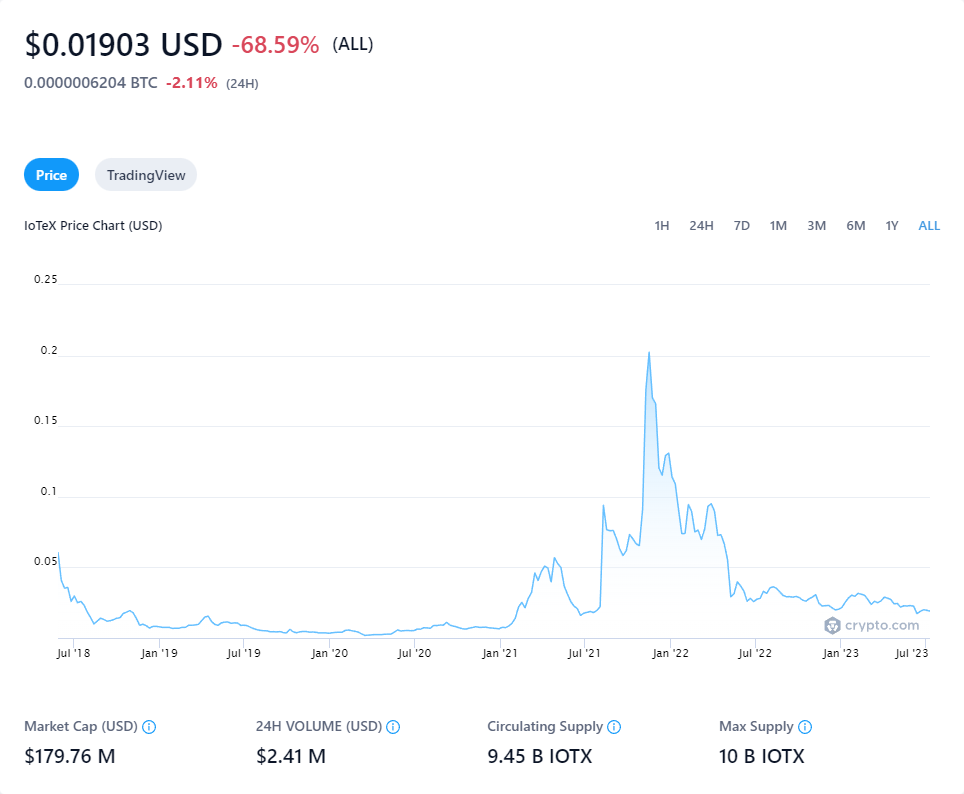 $0.01903 USD -68.59% (ALL)
0.0000006204 BTC -2.11% (24H)
Price TradingView
IoTeX Price Chart (USD) 1H 24H 7D 1M 3M 6M 1Y ALL
0.25
0.2
0.15
0.1
0.05
crypto.com
Jul '18 Jan '19 Jul '19 Jan '20 Jul '20 Jan '21 Jul '21 Jan '22 Jul '22 Jan '23 Jul '23
Market Cap (USD) 24H VOLUME (USD) Circulating Supply Max Supply
$179.76 M $2.41 M 9.45 B IOTX 10 B IOTX